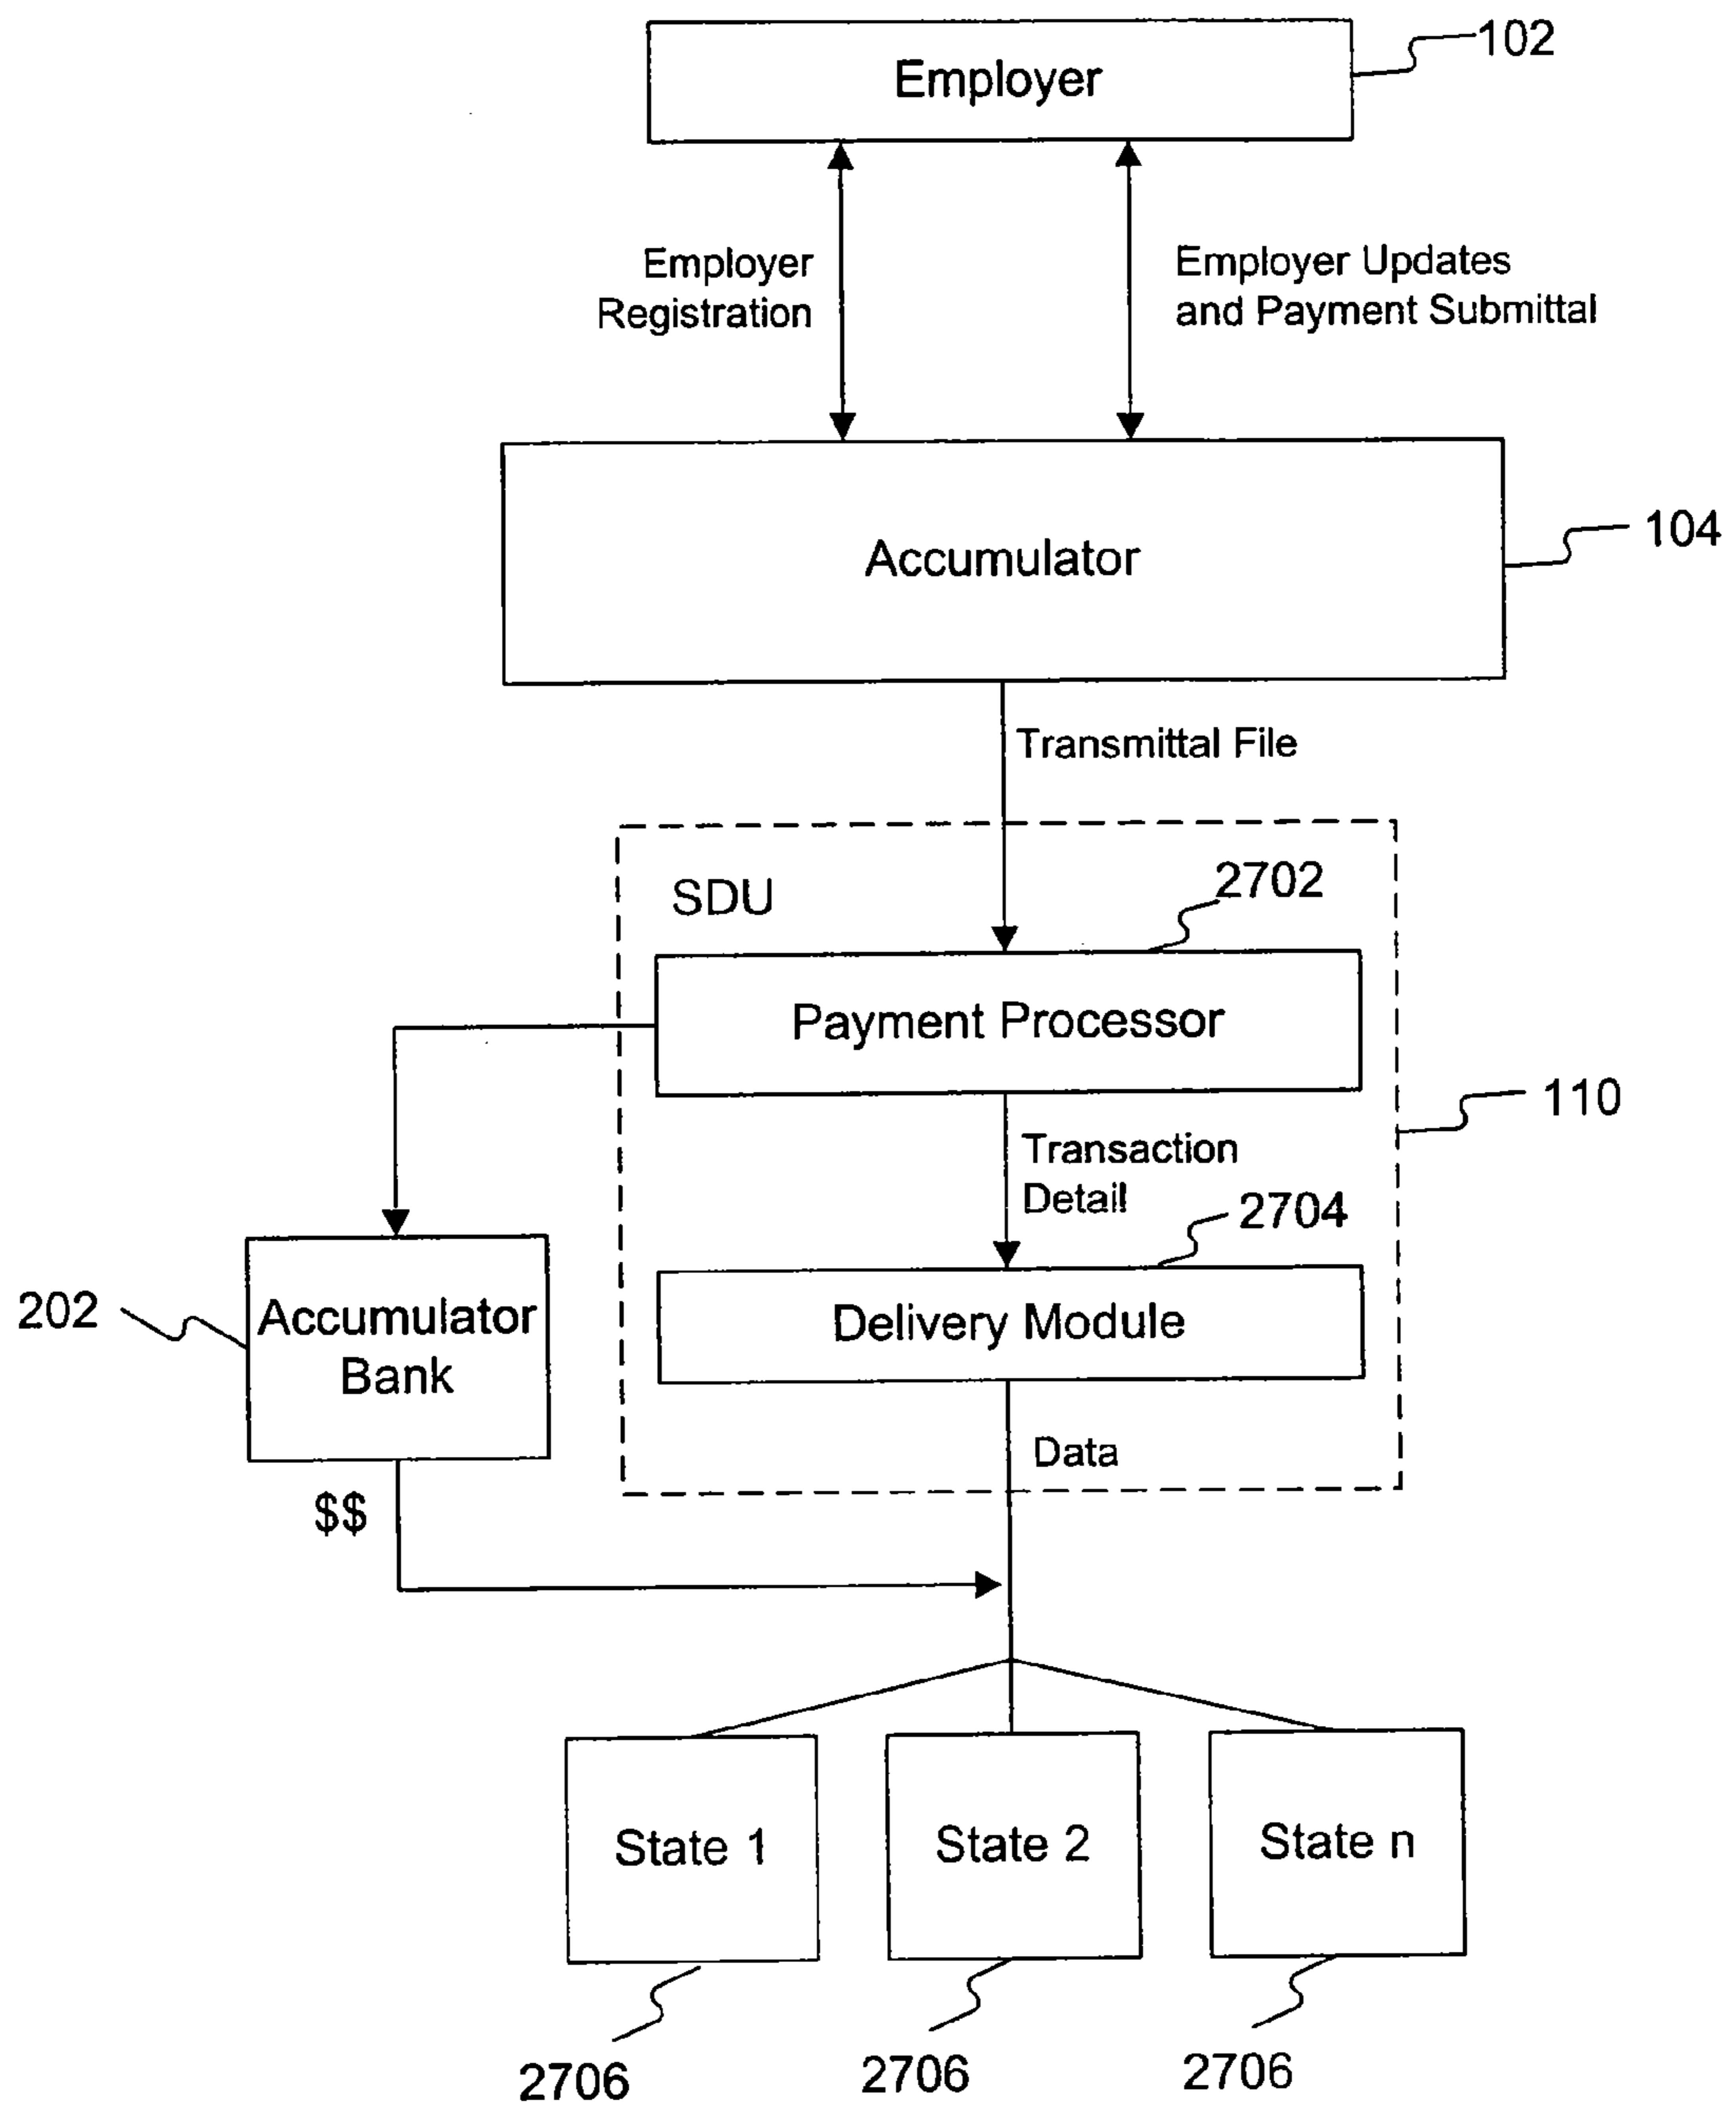 102
Employer
Employer
Registration
Employer Updates
and Payment Submittal
104
Accumulator
Transmittal File
SDU
2702
Payment Processor
110
Transaction
Detail
2704
Delivery Module
202
Accumulator
Bank
Data
$$
State 1
State 2
State n
2706
2706
2706